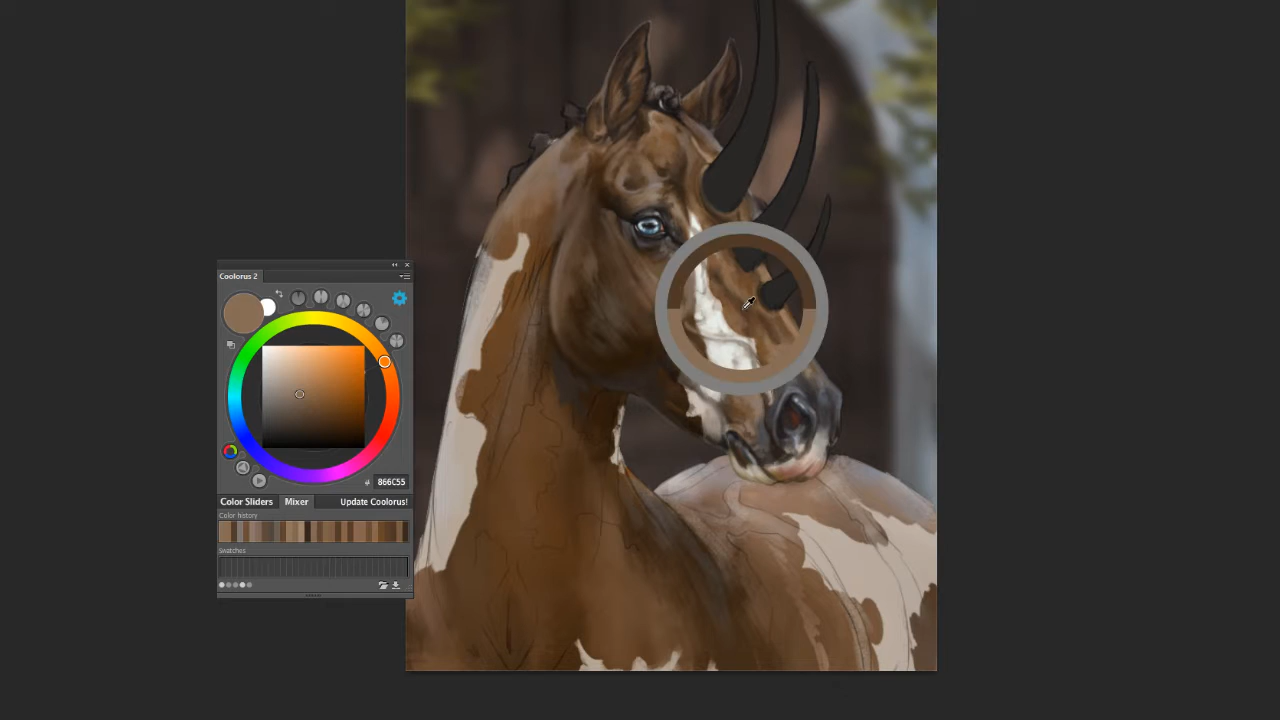 Coolorus 2
# 866C55
Color Sliders Mixer Update Coolorus!
Color history
Swatches